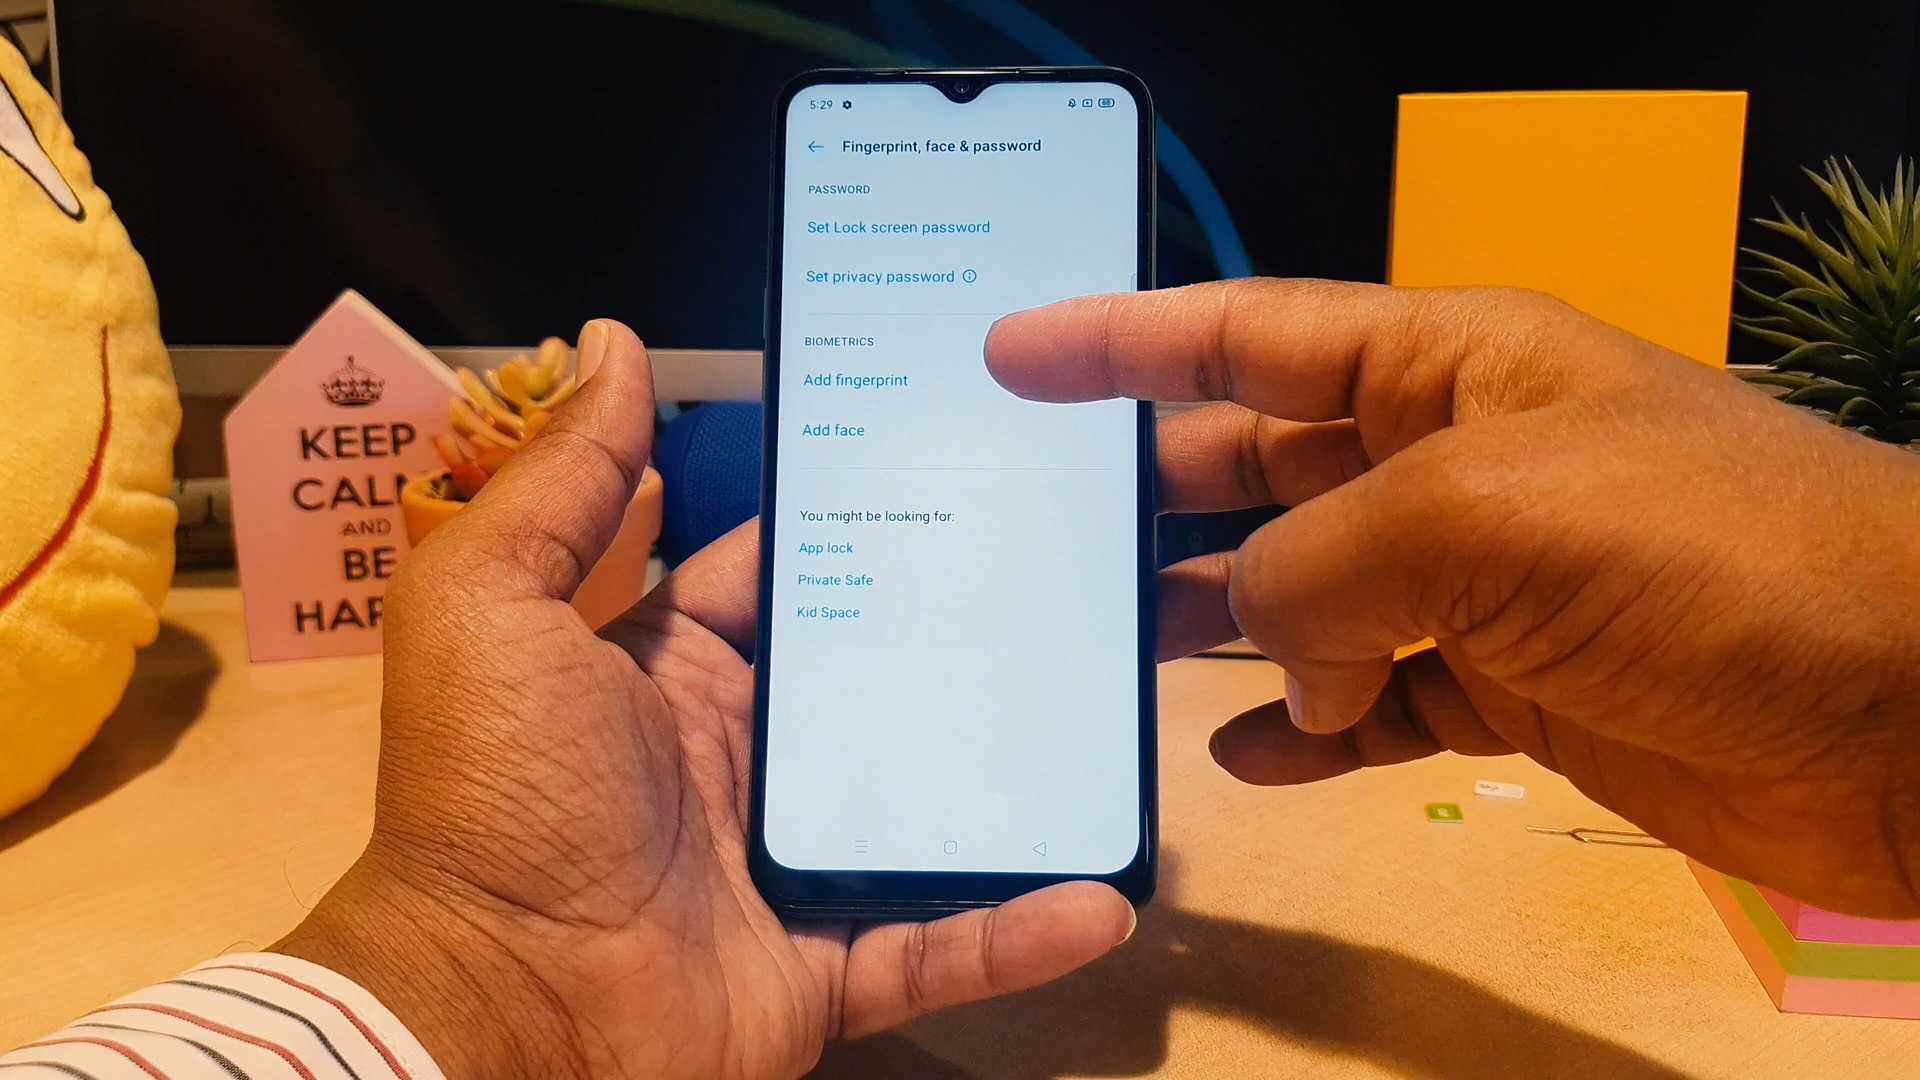 5:29
Fingerprint, face & password
PASSWORD
Set Lock screen password
Set privacy password
BIOMETRICS
Add fingerprint
Add face
You might be looking for:
App lock
Private Safe
Kid Space
KEEP
CALM
AND
BE
HAP